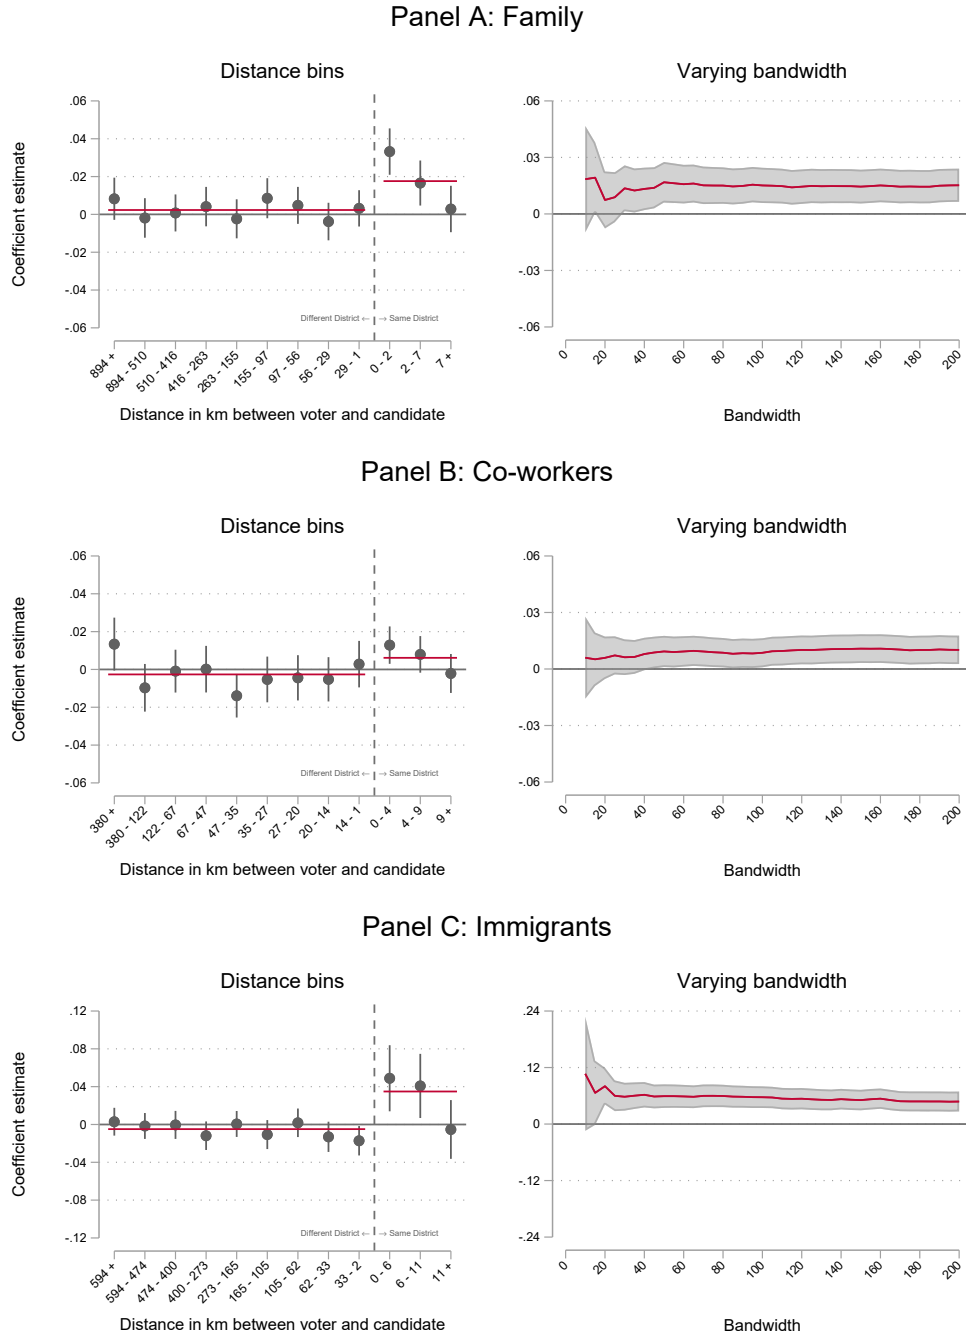 Panel A: Family
Distance bins
Varying bandwidth
Coefficient estimate
.06
.04
.02
0
-.02
-.04
-.06
Different District ← → Same District
894 +
894 - 510
510 - 416
416 - 263
263 - 155
155 - 97
97 - 56
56 - 29
29 - 1
0 - 2
2 - 7
7 +
Distance in km between voter and candidate
.06
.03
0
-.03
-.06
0
20
40
60
80
100
120
140
160
180
200
Bandwidth
Panel B: Co-workers
Distance bins
Varying bandwidth
Coefficient estimate
.06
.04
.02
0
-.02
-.04
-.06
Different District ← → Same District
380 +
380 - 122
122 - 67
67 - 47
47 - 35
35 - 27
27 - 20
20 - 14
14 - 1
0 - 4
4 - 9
9 +
Distance in km between voter and candidate
.06
.03
0
-.03
-.06
0
20
40
60
80
100
120
140
160
180
200
Bandwidth
Panel C: Immigrants
Distance bins
Varying bandwidth
Coefficient estimate
.12
.08
.04
0
-.04
-.08
-.12
Different District ← → Same District
594 +
594 - 474
474 - 400
400 - 273
273 - 165
165 - 105
105 - 62
62 - 33
33 - 2
0 - 6
6 - 11
11 +
Distance in km between voter and candidate
.24
.12
0
-.12
-.24
0
20
40
60
80
100
120
140
160
180
200
Bandwidth